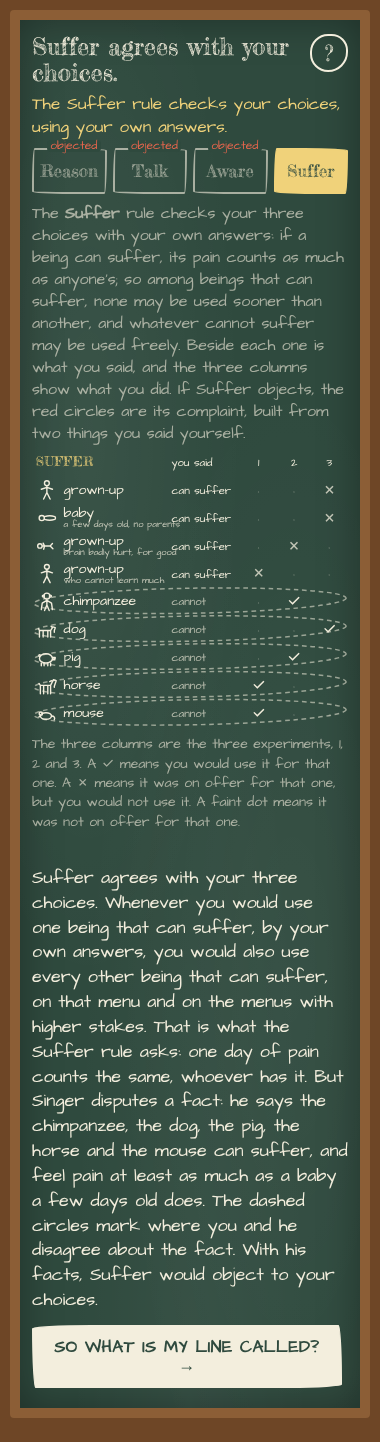 Suffer agrees with your
choices.
?
The Suffer rule checks your choices,
using your own answers.
objected objected objected
Reason Talk Aware Suffer
The Suffer rule checks your three
choices with your own answers: if a
being can suffer, its pain counts as much
as anyone's; so among beings that can
suffer, none may be used sooner than
another, and whatever cannot suffer
may be used freely. Beside each one is
what you said, and the three columns
show what you did. If Suffer objects, the
red circles are its complaint, built from
two things you said yourself.
SUFFER you said 1 2 3
grown-up can suffer · · ×
baby can suffer · · ×
a few days old, no parents
grown-up can suffer · × ·
brain badly hurt, for good
grown-up can suffer × · ·
who cannot learn much
chimpanzee cannot · ✓ ·
dog cannot · · ✓
pig cannot · ✓ ·
horse cannot ✓ · ·
mouse cannot ✓ · ·
The three columns are the three experiments, 1,
2 and 3. A ✓ means you would use it for that
one. A × means it was on offer for that one,
but you would not use it. A faint dot means it
was not on offer for that one.
Suffer agrees with your three
choices. Whenever you would use
one being that can suffer, by your
own answers, you would also use
every other being that can suffer,
on that menu and on the menus with
higher stakes. That is what the
Suffer rule asks: one day of pain
counts the same, whoever has it. But
Singer disputes a fact: he says the
chimpanzee, the dog, the pig, the
horse and the mouse can suffer, and
feel pain at least as much as a baby
a few days old does. The dashed
circles mark where you and he
disagree about the fact. With his
facts, Suffer would object to your
choices.
SO WHAT IS MY LINE CALLED?
→